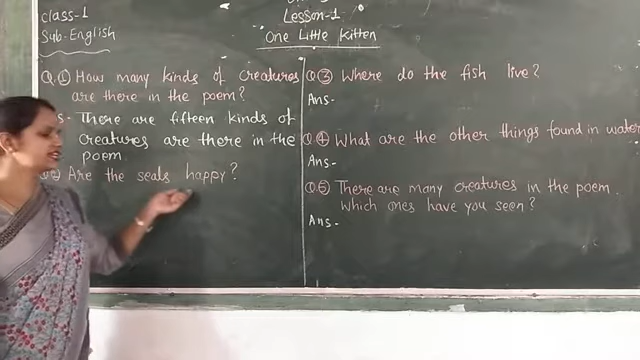 class-1
Sub-English
Lesson-1
One Little Kitten
Q.① How many kinds of creatures
are there in the poem?
s. There are fifteen kinds of
creatures are there in the
poem.
Are the seals happy?
Q.③ Where do the fish live?
Ans-
Q.④ What are the other things found in water
Ans-
Q.⑤ There are many creatures in the poem.
Which ones have you seen?
Ans-